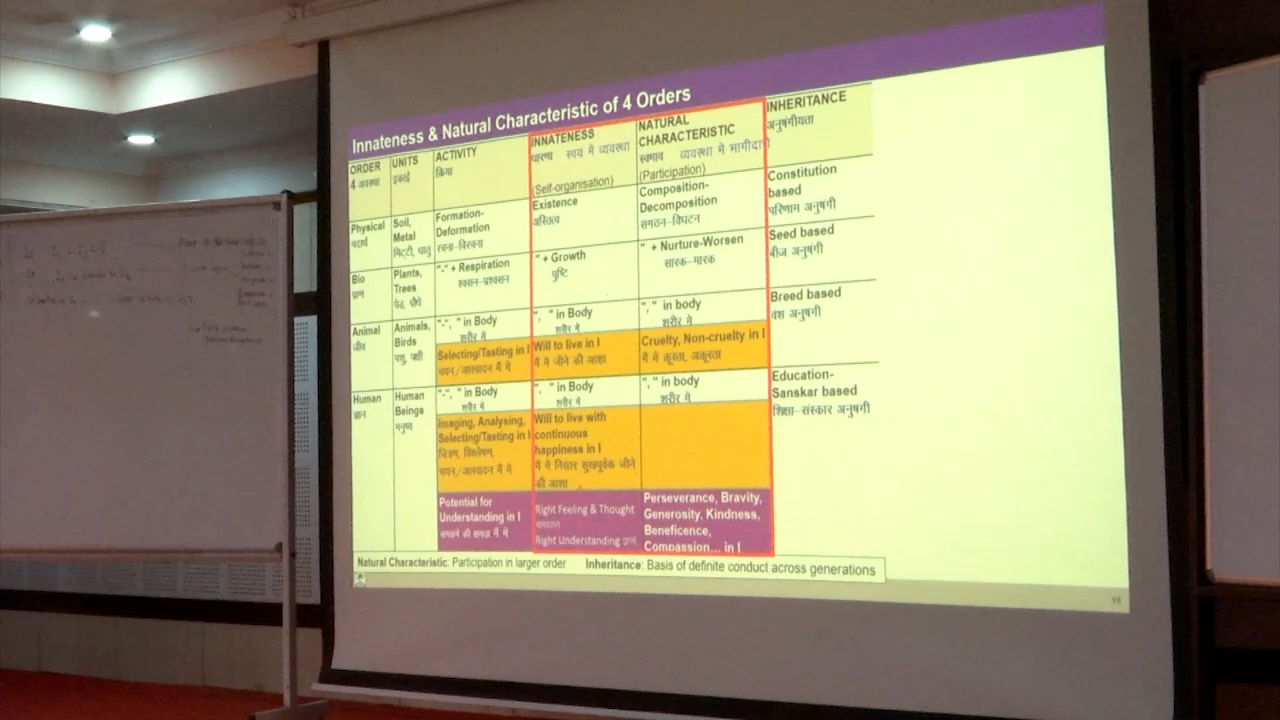 Innateness & Natural Characteristic of 4 Orders
ORDER
4 अवस्था
UNITS
इकाई
ACTIVITY
क्रिया
INNATENESS
धारणा स्वयं में व्यवस्था
(Self-organisation)
NATURAL
CHARACTERISTIC
स्वभाव व्यवस्था में भागीदारी
(Participation)
INHERITANCE
अनुषंगीयता
Physical
पदार्थ
Soil,
Metal
मिट्टी, धातु
Formation-
Deformation
रचना-विरचना
Existence
अस्तित्व
Composition-
Decomposition
संगठन-विघटन
Constitution
based
परिणाम अनुषंगी
Bio
प्राण
Plants,
Trees
पेड, पौधे
"-" + Respiration
श्वसन-प्रश्वसन
" + Growth
पुष्टि
" + Nurture-Worsen
सारक-मारक
Seed based
बीज अनुषंगी
Animal
जीव
Animals,
Birds
पशु, पक्षी
"-", " in Body
शरीर में
", " in Body
शरीर में
", " in body
शरीर में
Breed based
वंश अनुषंगी
Selecting/Tasting in I
चयन/आस्वादन मैं में
Will to live in I
मैं में जीने की आशा
Cruelty, Non-cruelty in I
मैं में क्रूरता, अक्रूरता
Human
ज्ञान
Human
Beings
मनुष्य
"-", " in Body
शरीर में
", " in Body
शरीर में
", " in body
शरीर में
Education-
Sanskar based
शिक्षा-संस्कार अनुषंगी
Imaging, Analysing,
Selecting/Tasting in I
चित्रण, विश्लेषण,
चयन/आस्वादन मैं में
Will to live with
continuous
happiness in I
मैं में निरंतर सुखपूर्वक जीने
की आशा
Potential for
Understanding in I
समझने की क्षमता मैं में
Right Feeling & Thought
समाधान
Right Understanding ज्ञान
Perseverance, Bravity,
Generosity, Kindness,
Beneficence,
Compassion... in I
Natural Characteristic: Participation in larger order Inheritance: Basis of definite conduct across generations